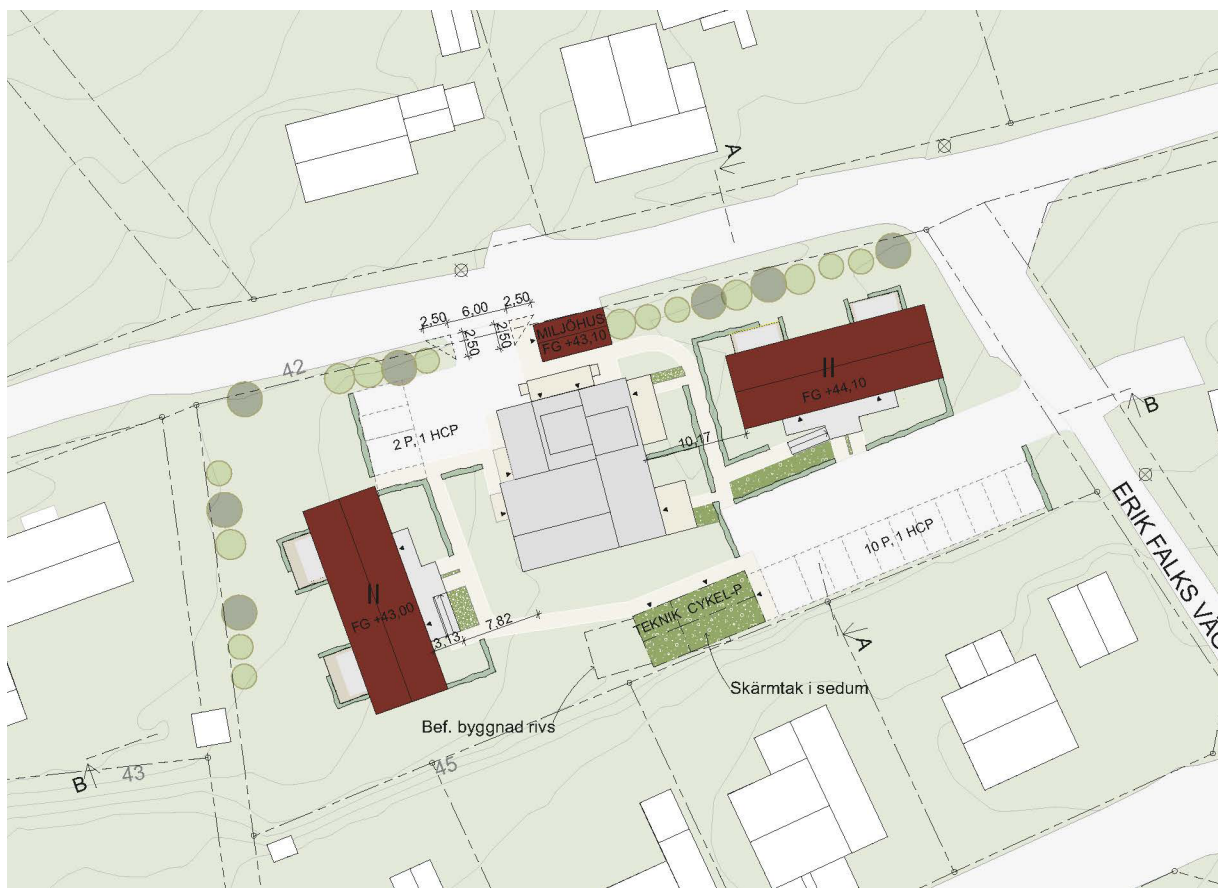 A
2,50
6,00
2,50
2,50
2,50
MILJÖHUS
FG +43,10
42
II
FG +44,10
B
2 P, 1 HCP
10,17
ERIK FALKS VÄG
10 P, 1 HCP
II
FG +43,00
3,13
7,82
TEKNIK CYKEL-P
A
Skärmtak i sedum
Bef. byggnad rivs
B
43
45